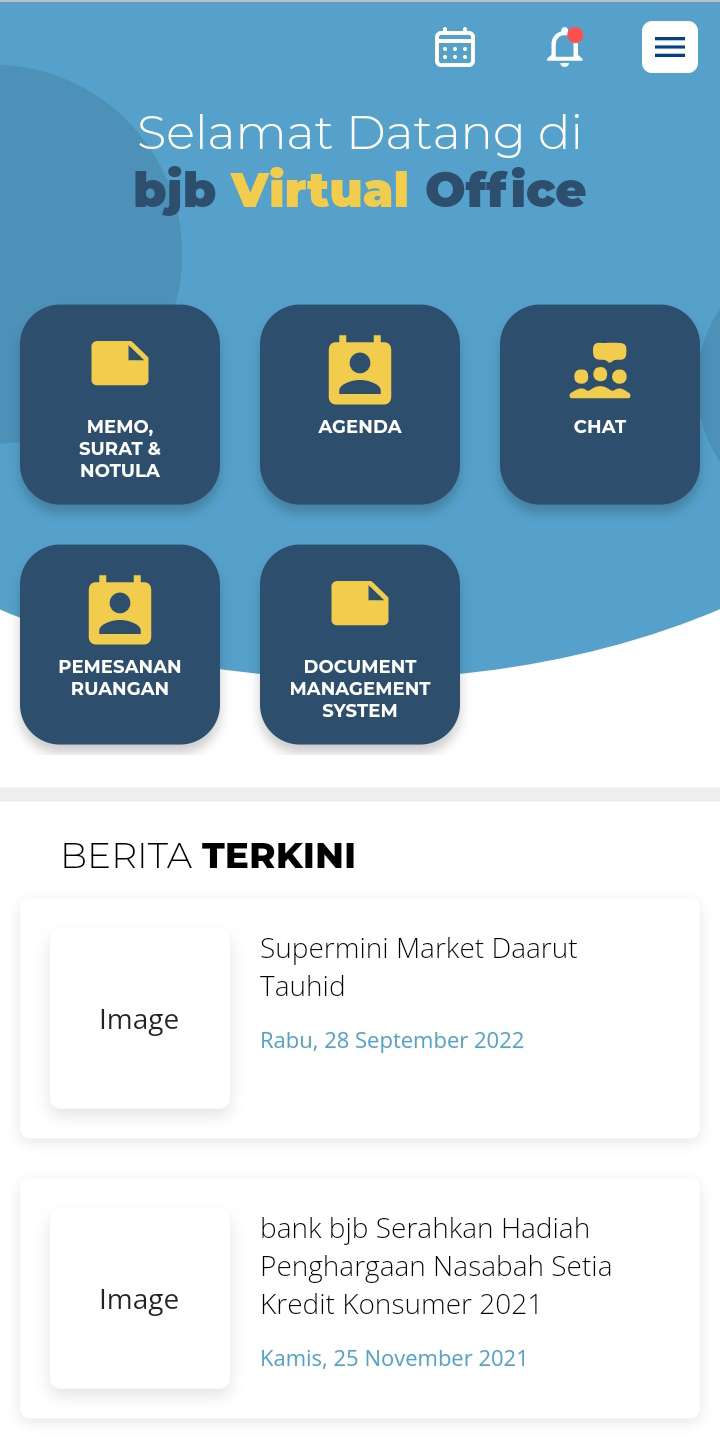 Selamat Datang di
bjb Virtual Office
MEMO,
SURAT &
NOTULA
AGENDA
CHAT
PEMESANAN
RUANGAN
DOCUMENT
MANAGEMENT
SYSTEM
BERITA TERKINI
Image
Supermini Market Daarut
Tauhid
Rabu, 28 September 2022
Image
bank bjb Serahkan Hadiah
Penghargaan Nasabah Setia
Kredit Konsumer 2021
Kamis, 25 November 2021